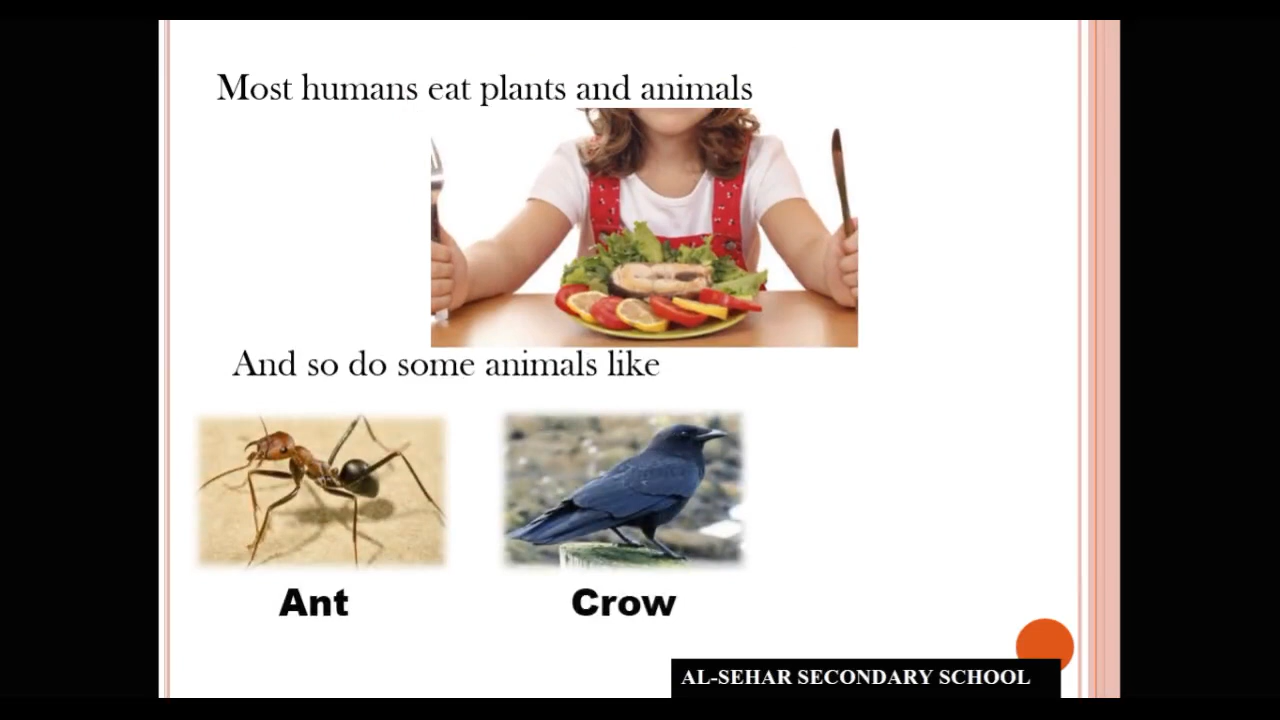 Most humans eat plants and animals
And so do some animals like
Ant
Crow
AL-SEHAR SECONDARY SCHOOL